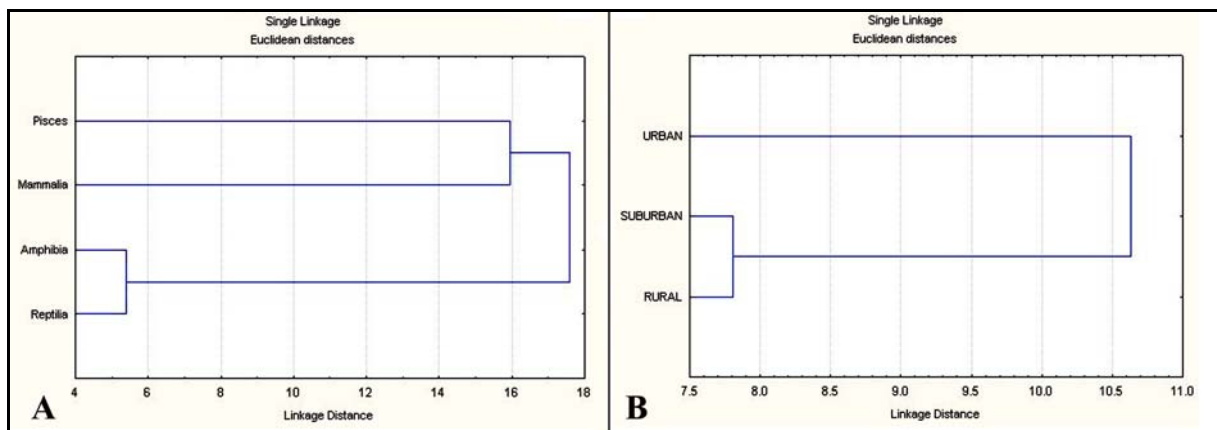 Single Linkage
Euclidean distances
Pisces
Mammalia
Amphibia
Reptilia
4 6 8 10 12 14 16 18
Linkage Distance
A
Single Linkage
Euclidean distances
URBAN
SUBURBAN
RURAL
7.5 8.0 8.5 9.0 9.5 10.0 10.5 11.0
Linkage Distance
B